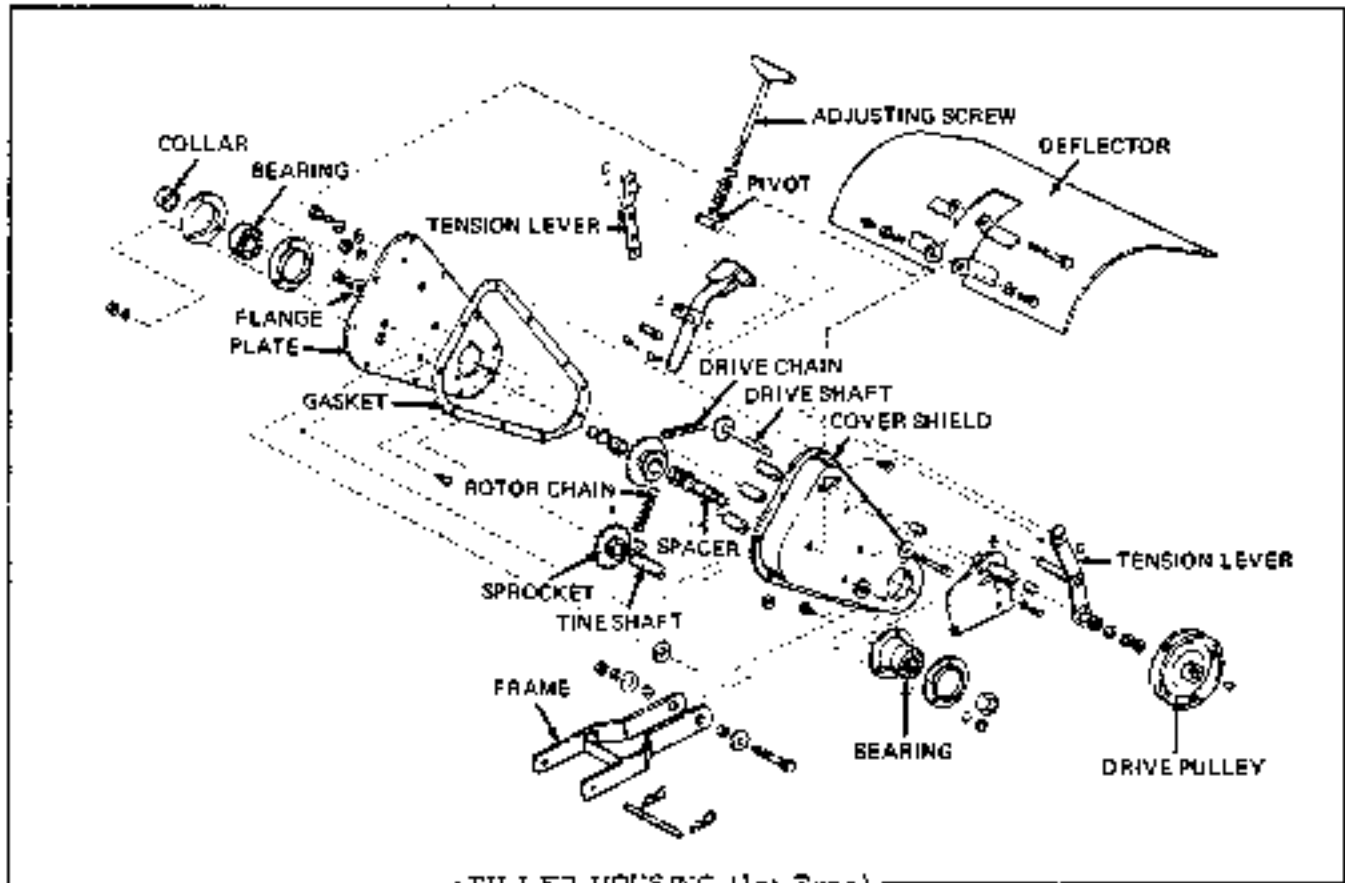 ADJUSTING SCREW
DEFLECTOR
COLLAR
BEARING
PIVOT
TENSION LEVER
FLANGE
PLATE
DRIVE CHAIN
DRIVE SHAFT
GASKET
COVER SHIELD
ROTOR CHAIN
SPACER
TENSION LEVER
SPROCKET
TINE SHAFT
FRAME
BEARING
DRIVE PULLEY